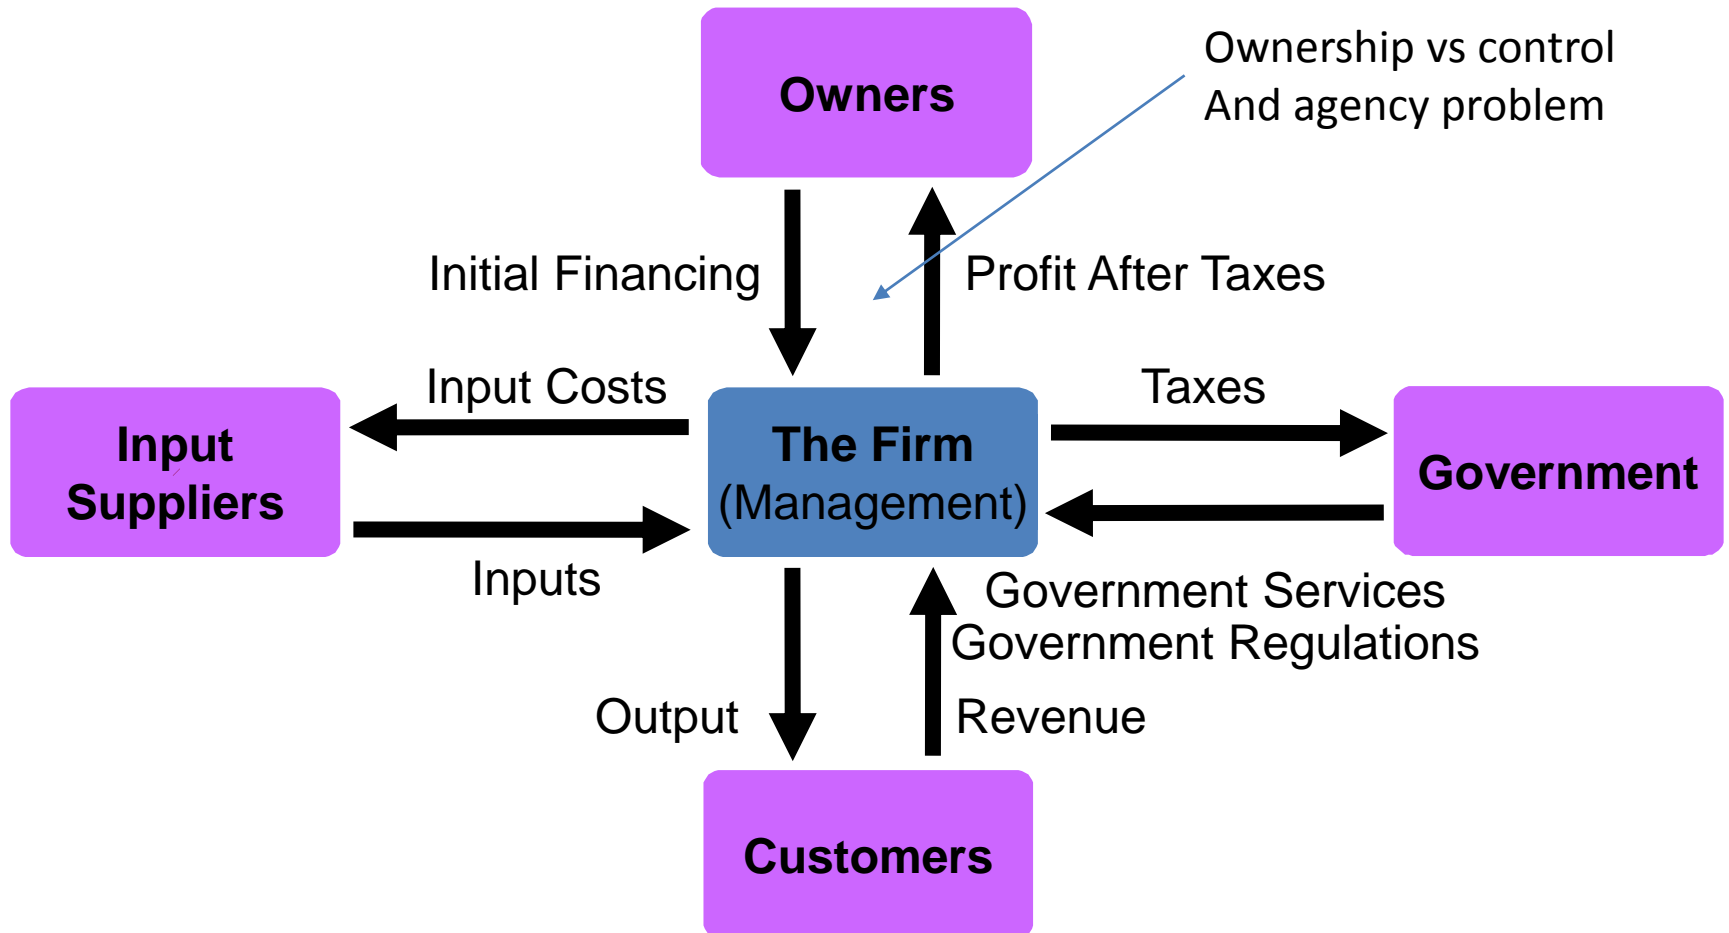 Owners
Ownership vs control
And agency problem
Initial Financing
Profit After Taxes
Input Costs
Taxes
Input
Suppliers
The Firm
(Management)
Government
Inputs
Government Services
Government Regulations
Output
Revenue
Customers